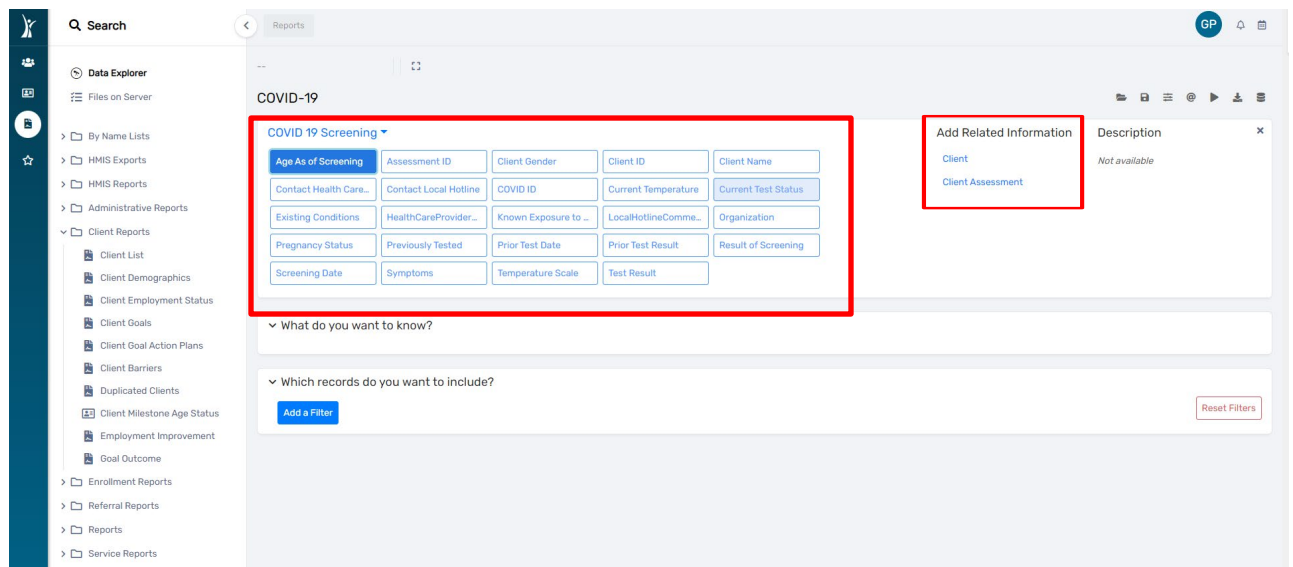 Search
Reports
GP
Data Explorer
Files on Server
By Name Lists
HMIS Exports
HMIS Reports
Administrative Reports
Client Reports
Client List
Client Demographics
Client Employment Status
Client Goals
Client Goal Action Plans
Client Barriers
Duplicated Clients
Client Milestone Age Status
Employment Improvement
Goal Outcome
Enrollment Reports
Referral Reports
Reports
Service Reports
--
COVID-19
@
COVID 19 Screening
Age As of Screening Assessment ID Client Gender Client ID Client Name
Contact Health Care... Contact Local Hotline COVID ID Current Temperature Current Test Status
Existing Conditions HealthCareProvider... Known Exposure to ... LocalHotlineComme... Organization
Pregnancy Status Previously Tested Prior Test Date Prior Test Result Result of Screening
Screening Date Symptoms Temperature Scale Test Result
Add Related Information
Client
Client Assessment
Description
Not available
What do you want to know?
Which records do you want to include?
Add a Filter
Reset Filters